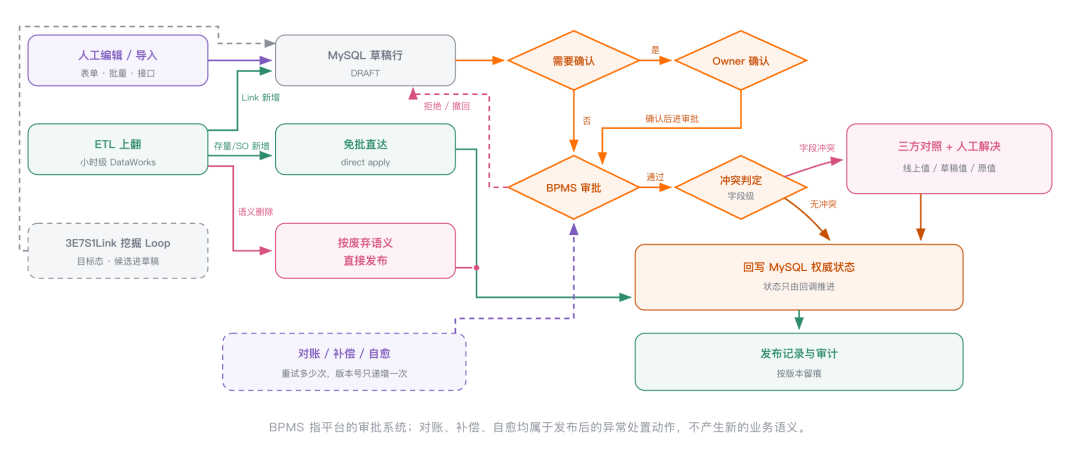 人工编辑 / 导入
表单 · 批量 · 接口
MySQL 草稿行
DRAFT
需要确认
是
Owner 确认
Link 新增
拒绝 / 撤回
否
确认后进审批
ETL 上翻
小时级 DataWorks
存量/SO 新增
免批直达
direct apply
字段冲突
三方对照 + 人工解决
线上值 / 草稿值 / 原值
BPMS 审批
通过
冲突判定
字段级
无冲突
语义删除
3E7S1Link 挖掘 Loop
目标态 · 候选进草稿
按废弃语义
直接发布
回写 MySQL 权威状态
状态只由回调推进
对账 / 补偿 / 自愈
重试多少次，版本号只递增一次
发布记录与审计
按版本留痕
BPMS 指平台的审批系统；对账、补偿、自愈均属于发布后的异常处置动作，不产生新的业务语义。